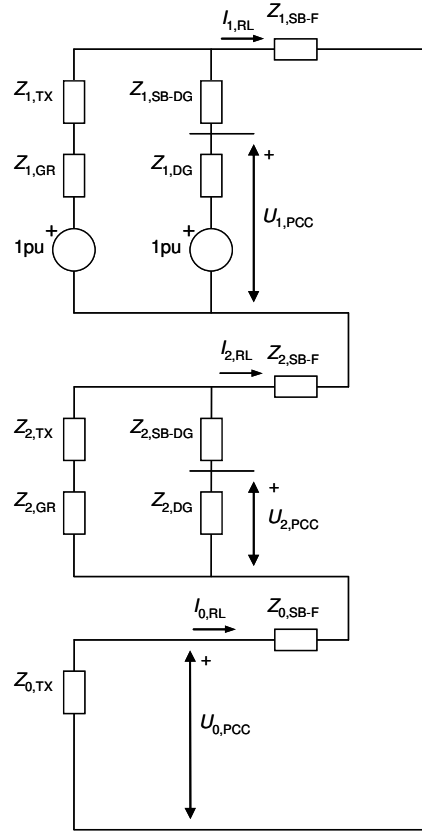 I1,RL
Z1,SB-F
Z1,TX
Z1,SB-DG
+
Z1,GR
Z1,DG
U1,PCC
+
1pu
+
1pu
I2,RL
Z2,SB-F
Z2,TX
Z2,SB-DG
+
Z2,GR
Z2,DG
U2,PCC
I0,RL
Z0,SB-F
+
Z0,TX
U0,PCC